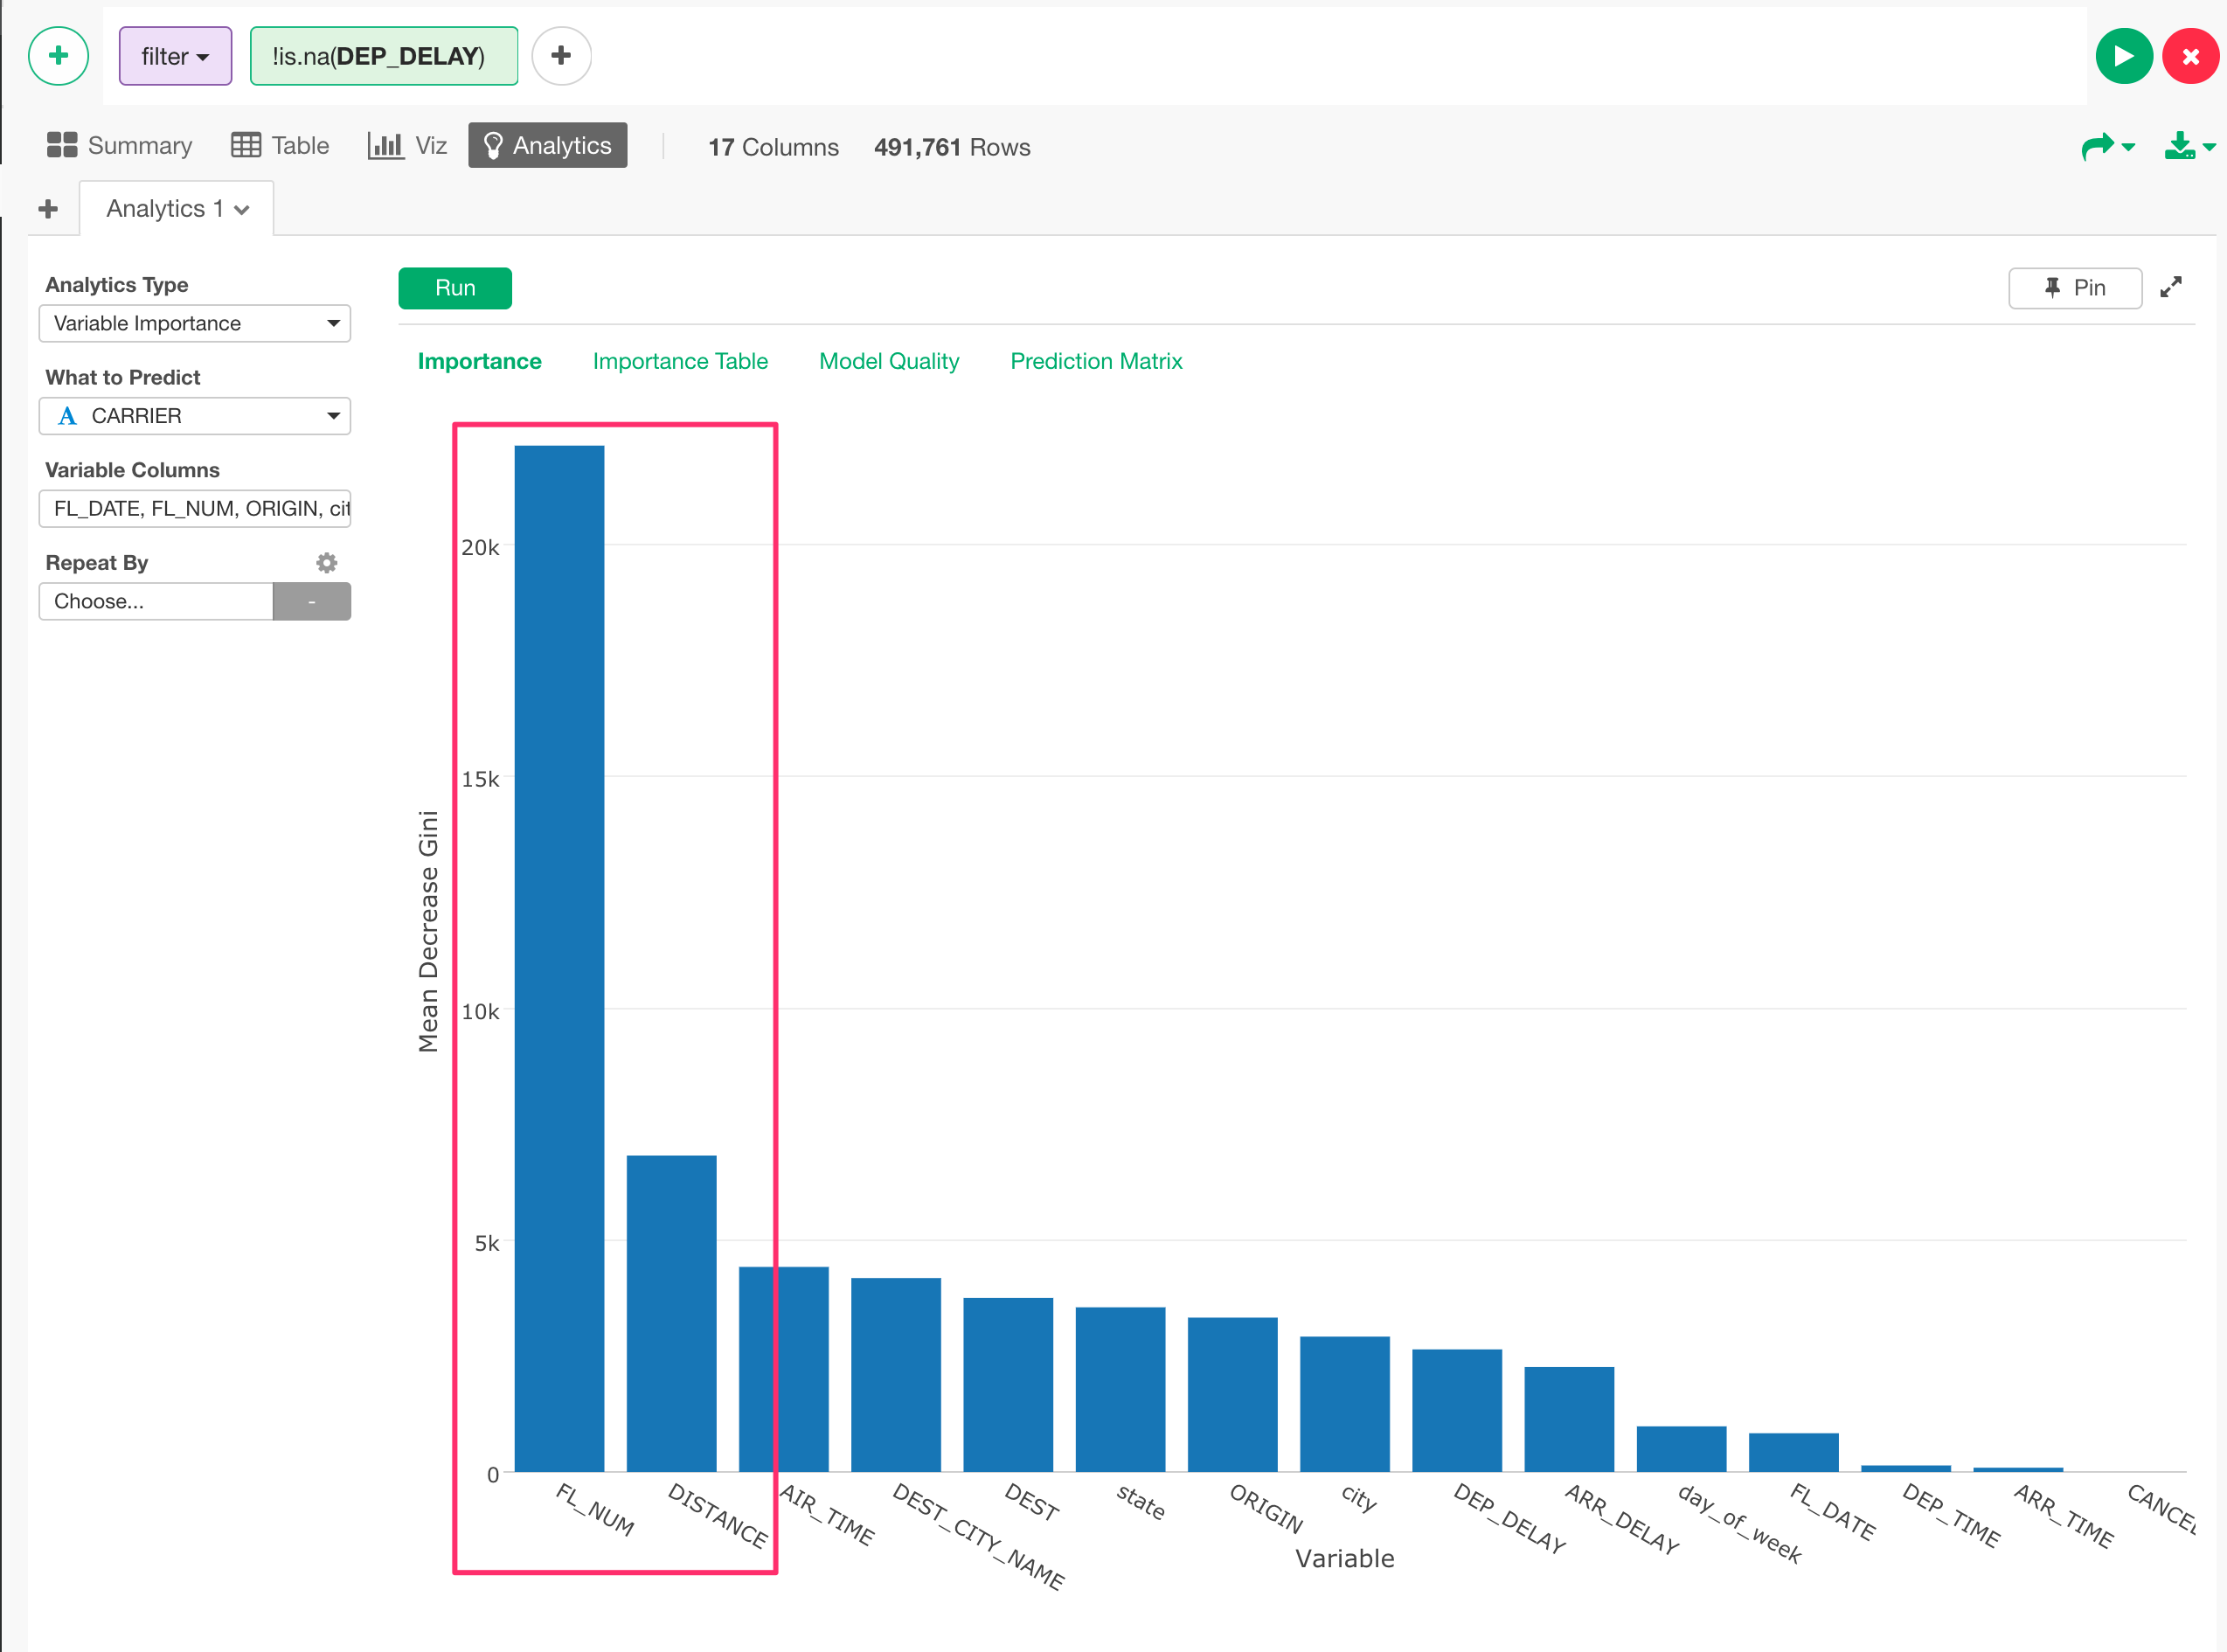 filter
!is.na(DEP_DELAY)
Summary
Table
Viz
Analytics
17 Columns
491,761 Rows
Analytics 1
Analytics Type
Variable Importance
What to Predict
A CARRIER
Variable Columns
FL_DATE, FL_NUM, ORIGIN, cit
Repeat By
Choose...
-
Run
Pin
Importance
Importance Table
Model Quality
Prediction Matrix
Mean Decrease Gini
20k
15k
10k
5k
0
FL_NUM
DISTANCE
AIR_TIME
DEST_CITY_NAME
DEST
state
ORIGIN
city
DEP_DELAY
ARR_DELAY
day_of_week
FL_DATE
DEP_TIME
ARR_TIME
CANCEL
Variable